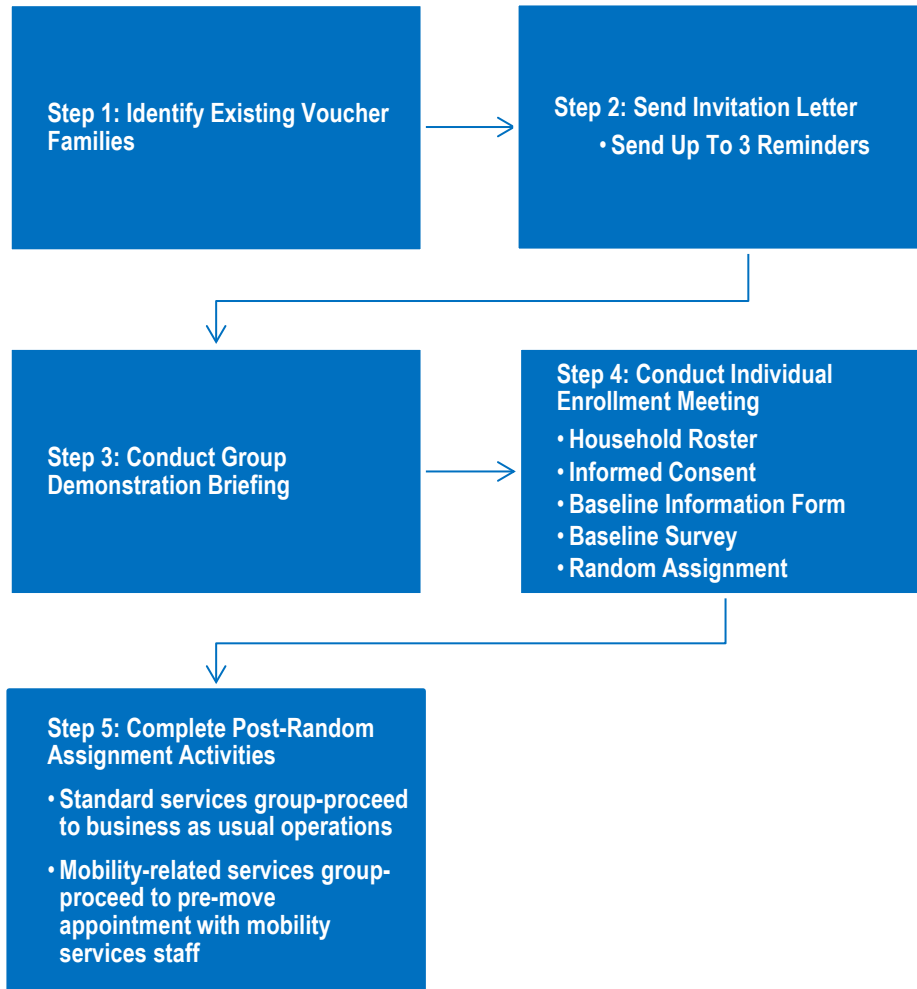 Step 1: Identify Existing Voucher
Families
Step 2: Send Invitation Letter
• Send Up To 3 Reminders
Step 3: Conduct Group
Demonstration Briefing
Step 4: Conduct Individual
Enrollment Meeting
• Household Roster
• Informed Consent
• Baseline Information Form
• Baseline Survey
• Random Assignment
Step 5: Complete Post-Random
Assignment Activities
• Standard services group-proceed
to business as usual operations
• Mobility-related services group-
proceed to pre-move
appointment with mobility
services staff